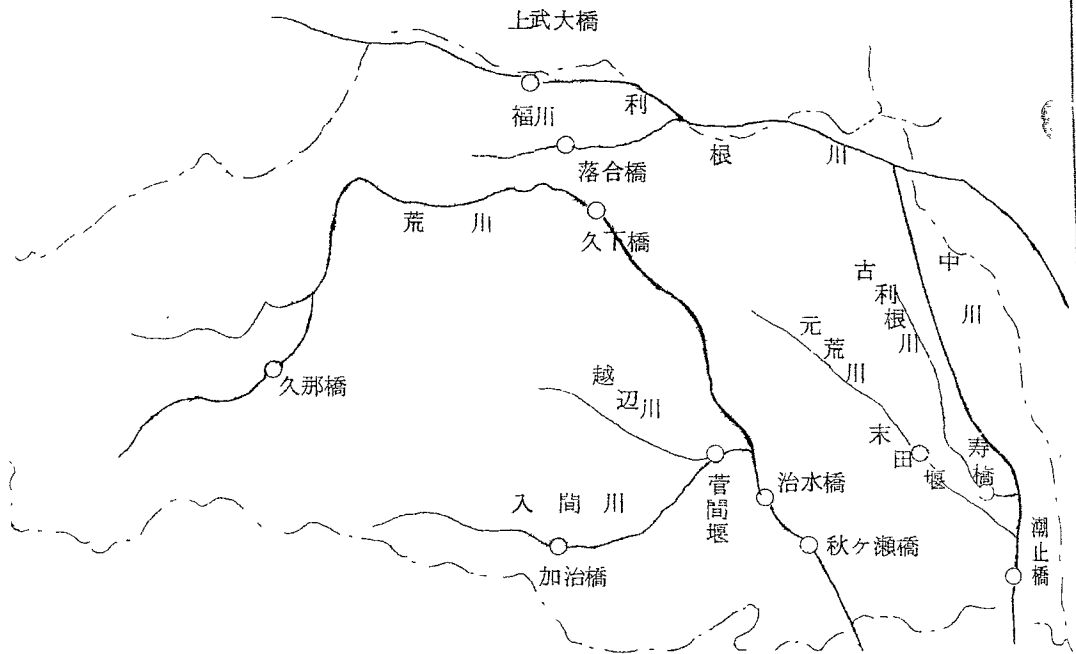 上武大橋
福川
利根川
落合橋
荒川
久下橋
中川
古利根川
元荒川
久那橋
越辺川
末田堰
寿橋
菅間堰
治水橋
入間川
潮止橋
秋ヶ瀬橋
加治橋